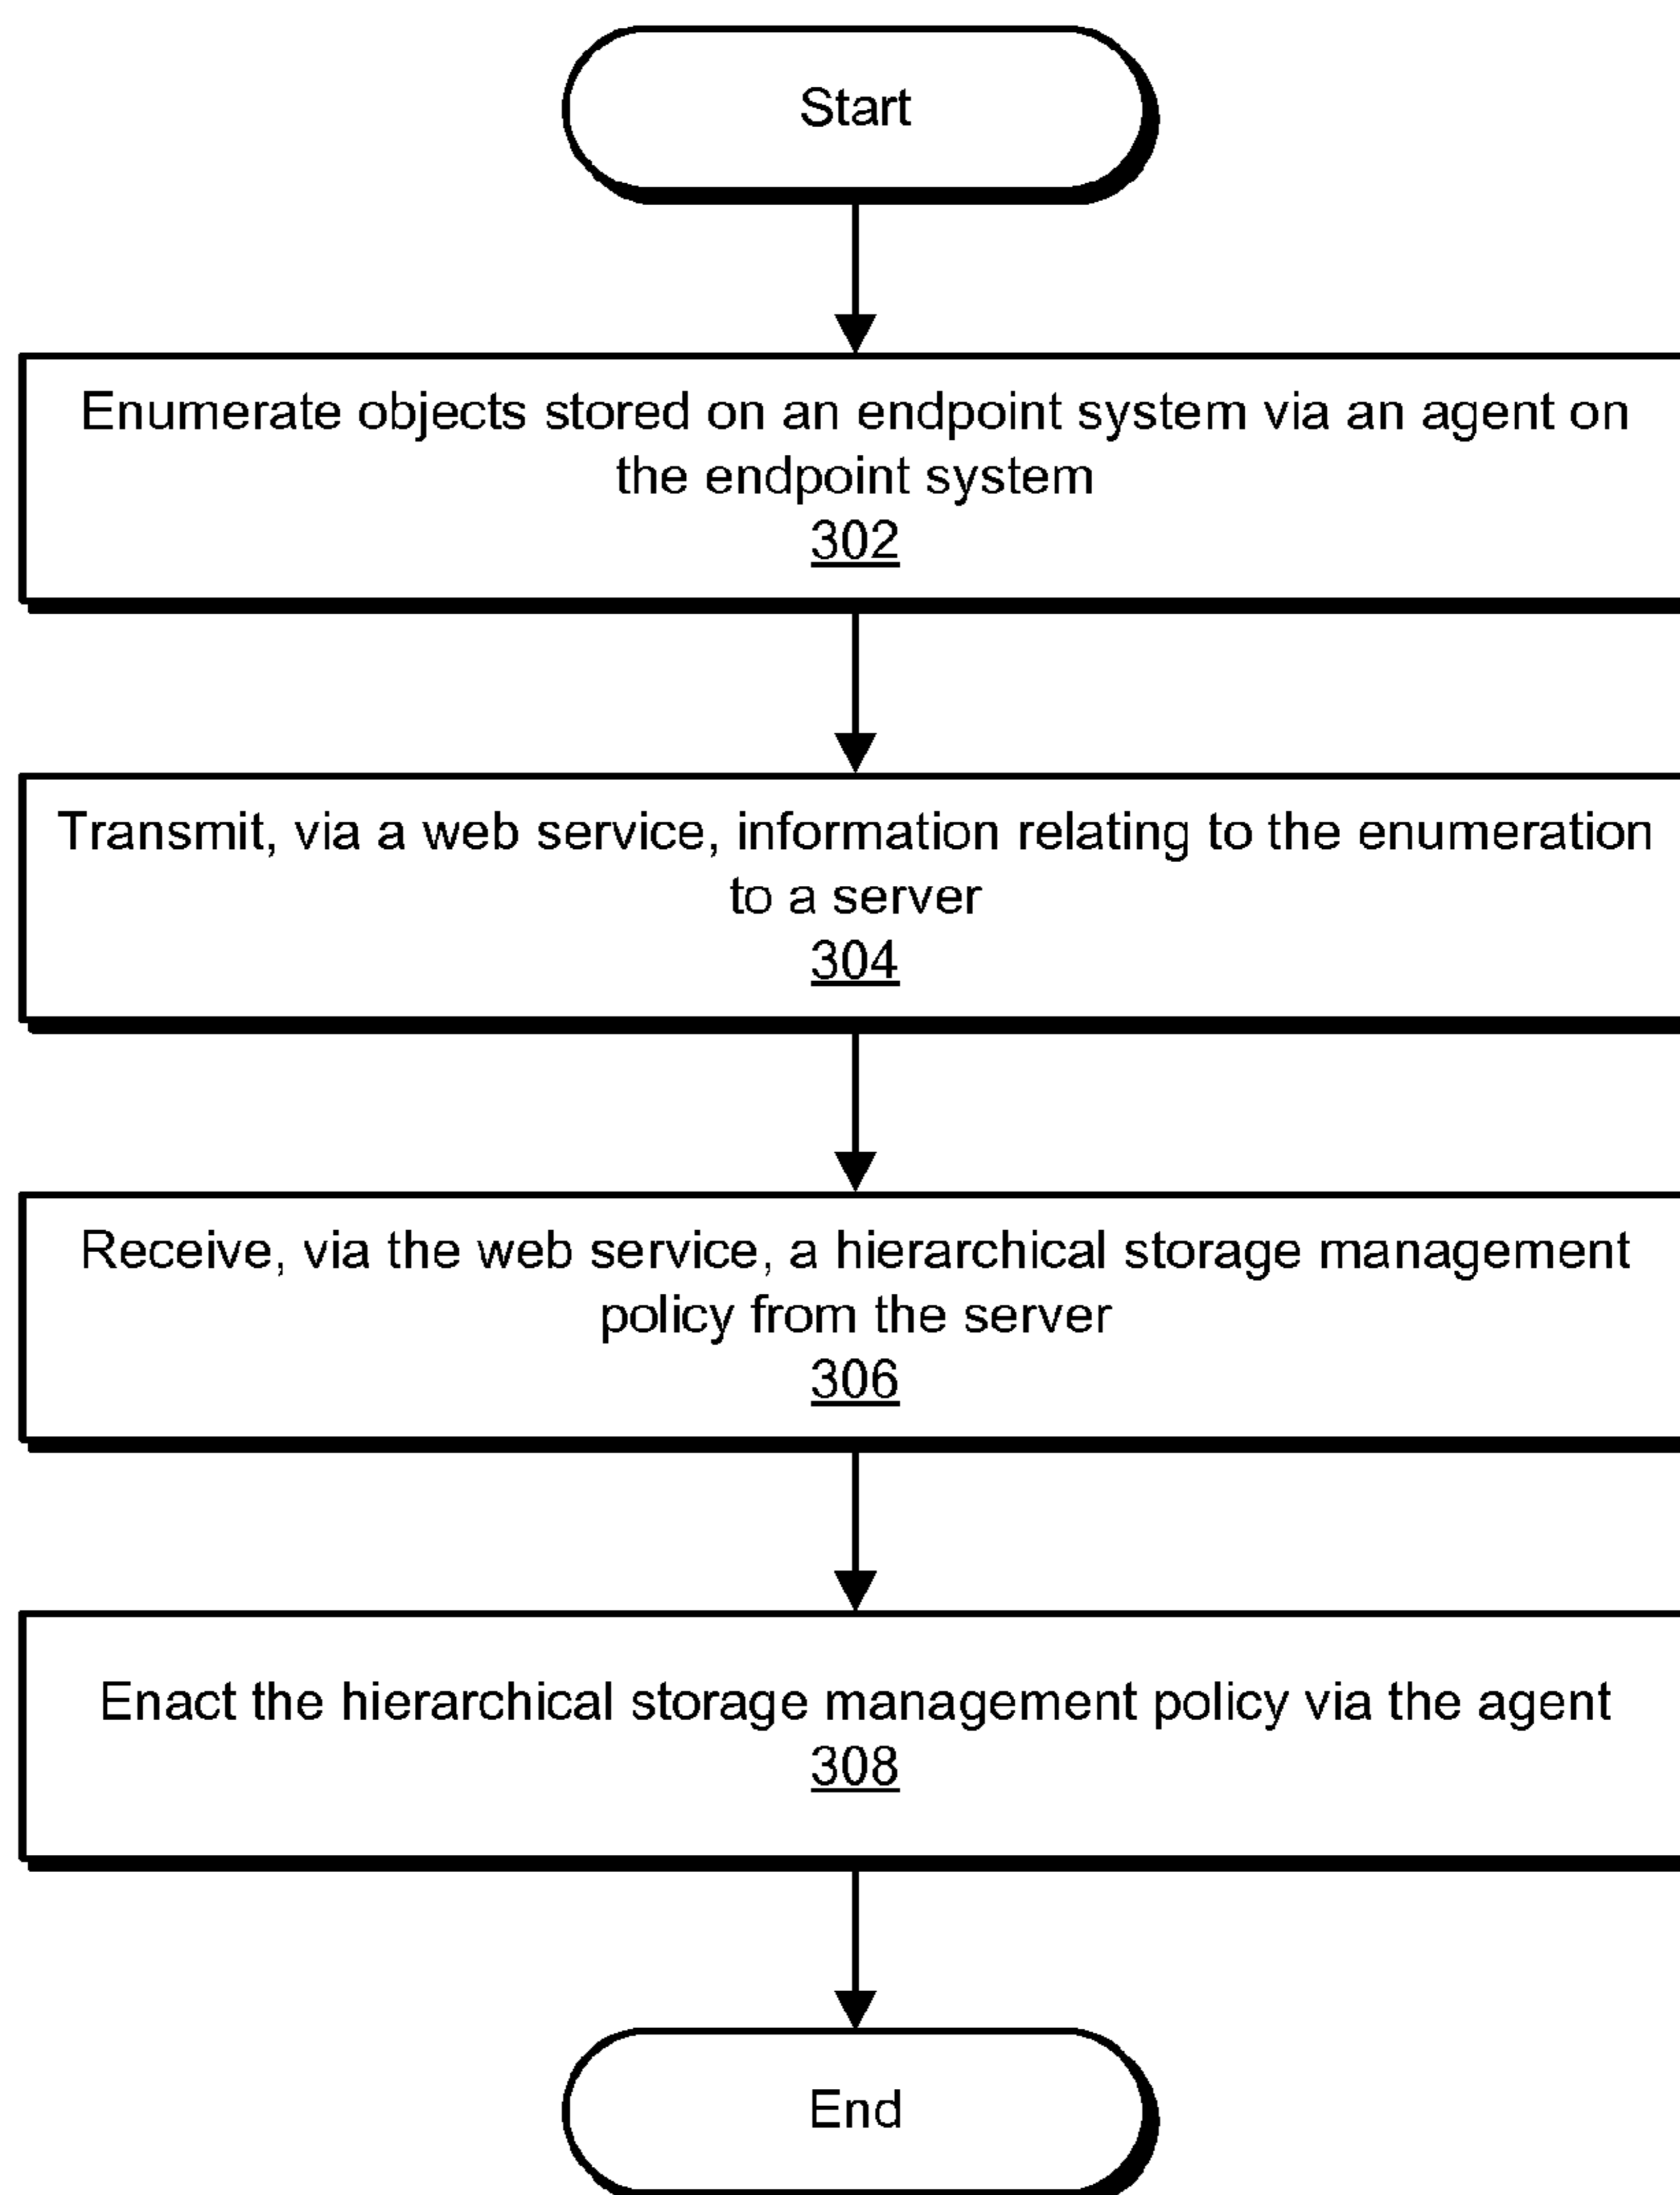 Start
Enumerate objects stored on an endpoint system via an agent on
the endpoint system
302
Transmit, via a web service, information relating to the enumeration
to a server
304
Receive, via the web service, a hierarchical storage management
policy from the server
306
Enact the hierarchical storage management policy via the agent
308
End